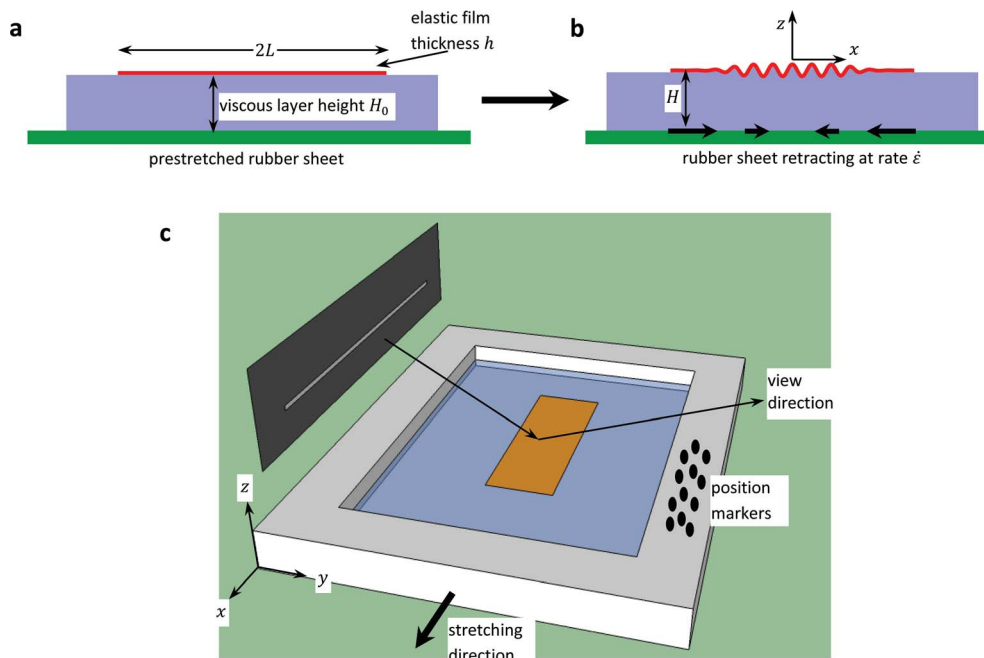 a
elastic film
thickness h
2L
viscous layer height H₀
prestretched rubber sheet
b
z
x
H
rubber sheet retracting at rate ε̇
c
view
direction
position
markers
z
y
x
stretching
direction